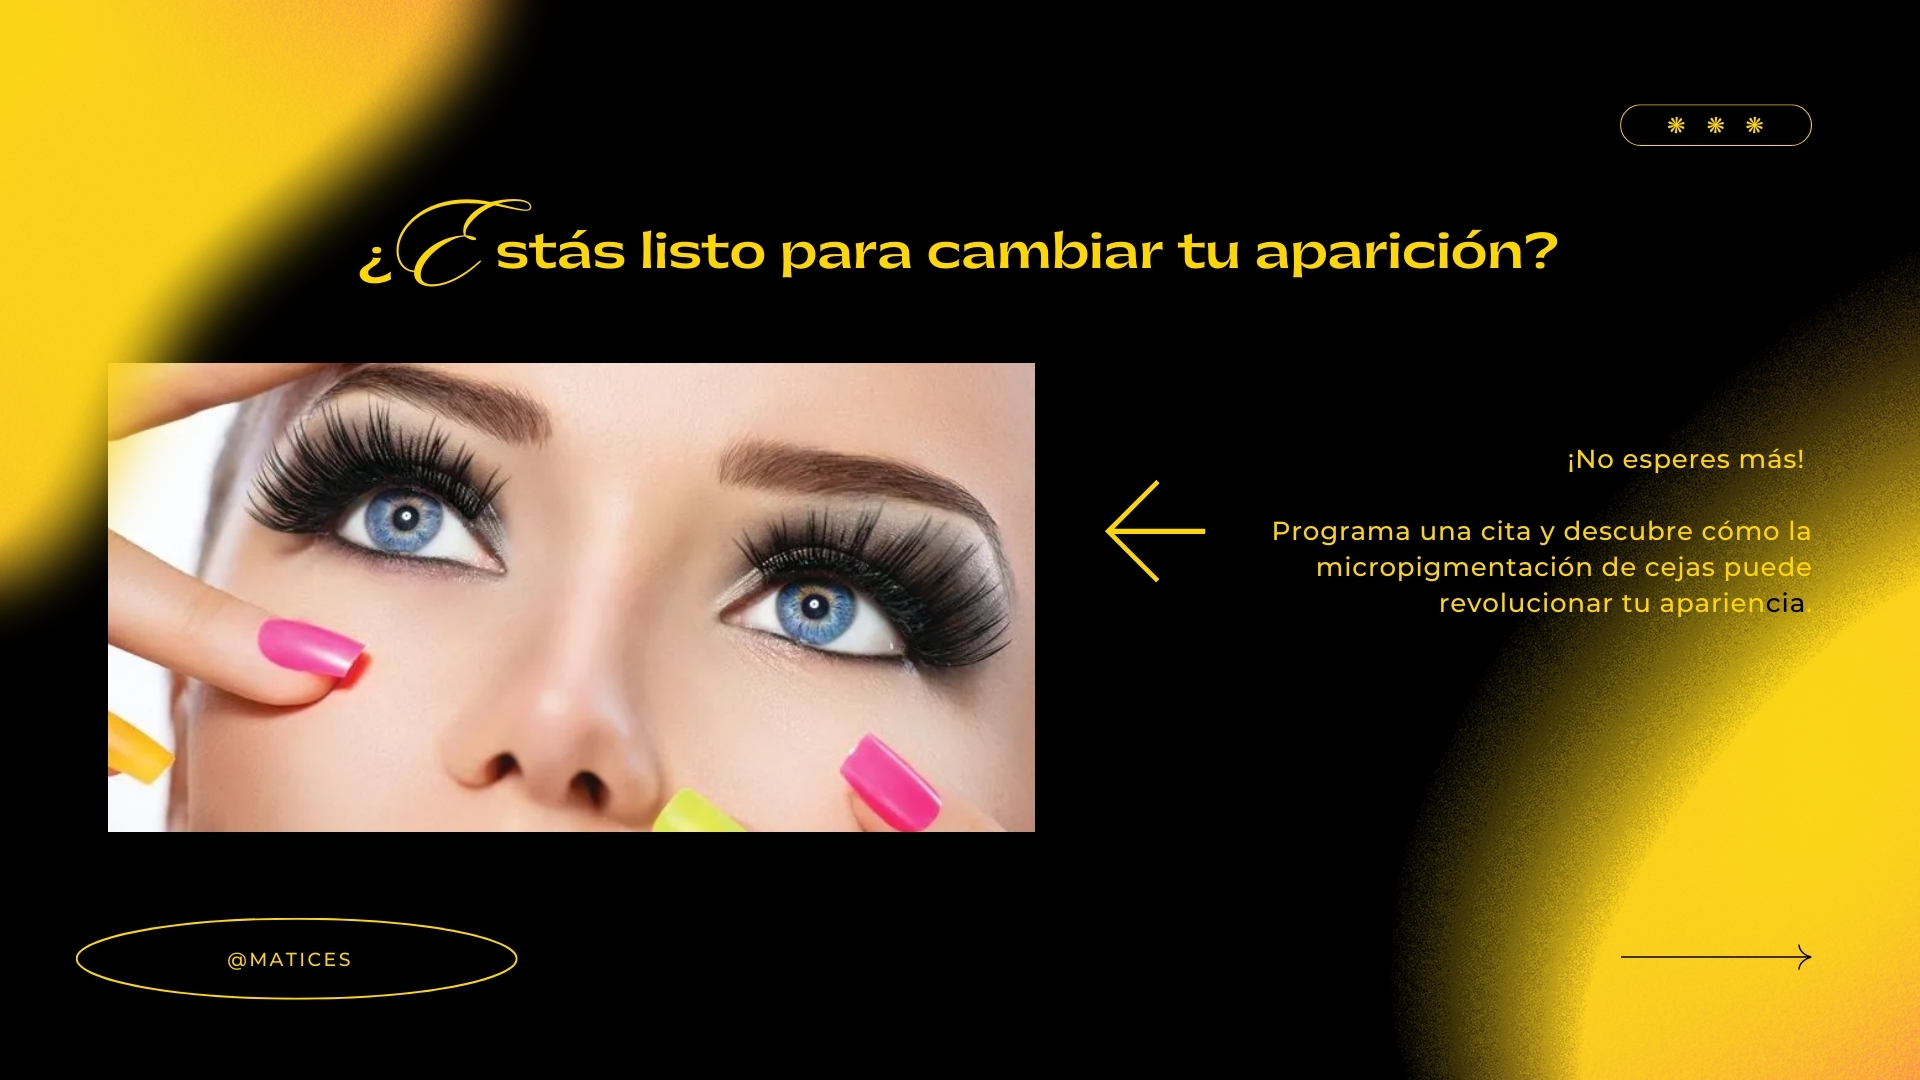 ¿Estás listo para cambiar tu aparición?
¡No esperes más!
Programa una cita y descubre cómo la
micropigmentación de cejas puede
revolucionar tu apariencia.
@MATICES